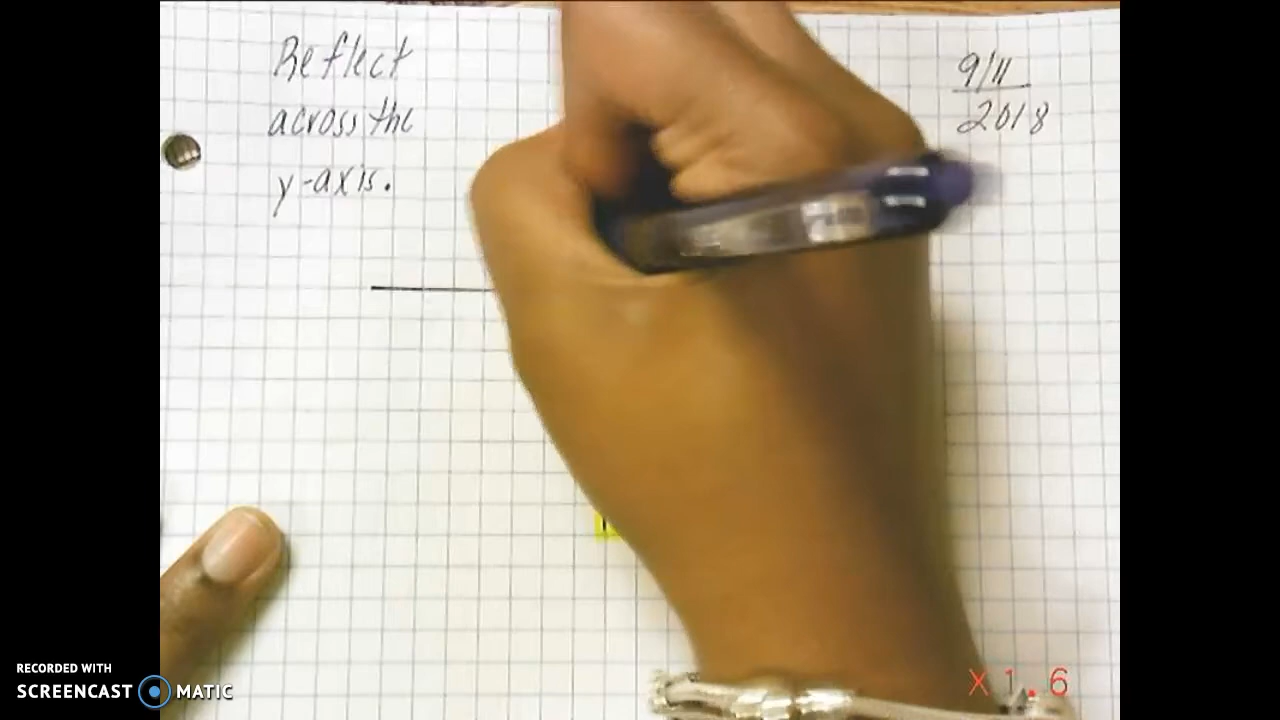 Reflect
across the
y-axis.
9/11
2018
RECORDED WITH
SCREENCAST MATIC
X1.6